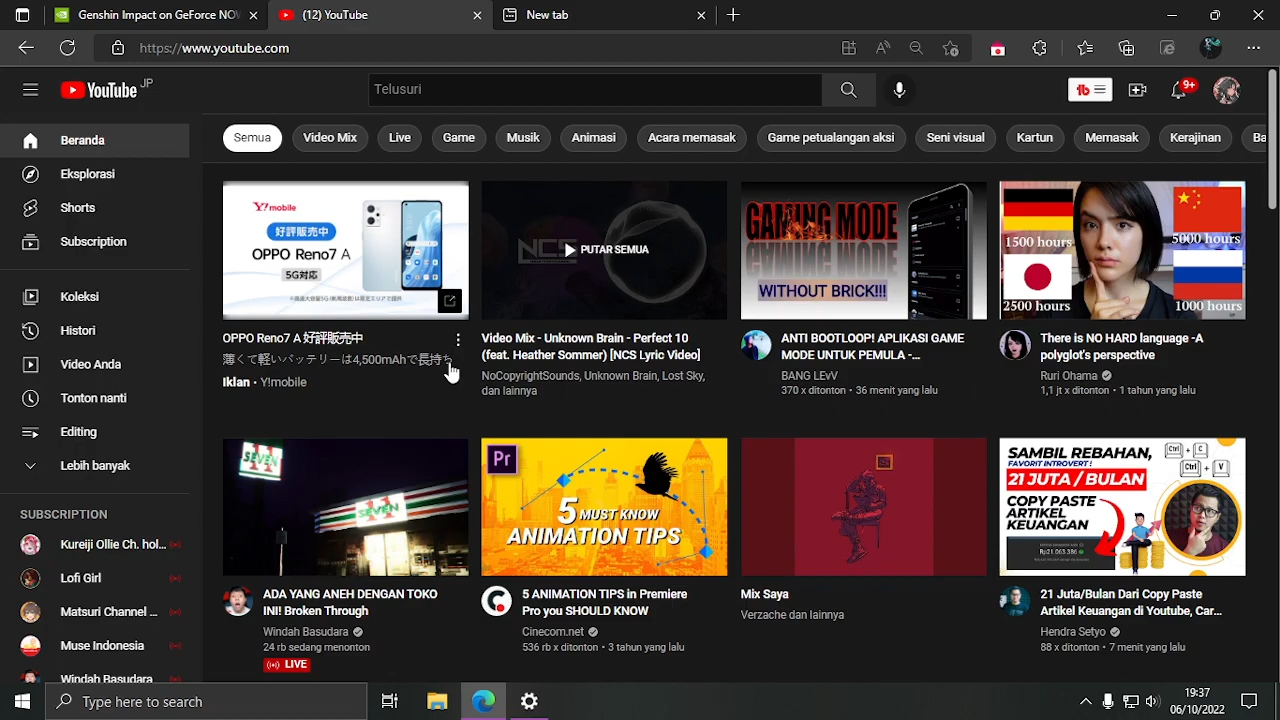 Genshin Impact on GeForce NOW
(12) YouTube
New tab
https://www.youtube.com
YouTube JP
Telusuri
9+
Semua
Video Mix
Live
Game
Musik
Animasi
Acara memasak
Game petualangan aksi
Seri visual
Kartun
Memasak
Kerajinan
Ba
Beranda
Eksplorasi
Shorts
Subscription
Koleksi
Histori
Video Anda
Tonton nanti
Editing
Lebih banyak
SUBSCRIPTION
Kureiji Ollie Ch. hol...
Lofi Girl
Matsuri Channel ...
Muse Indonesia
Windah Basudara
Y!mobile
好評販売中
OPPO Reno7 A
5G対応
OPPO Reno7 A 好評販売中
薄くて軽いバッテリーは4,500mAhで長持ち
Iklan • Y!mobile
NCS
PUTAR SEMUA
Video Mix - Unknown Brain - Perfect 10
(feat. Heather Sommer) [NCS Lyric Video]
NoCopyrightSounds, Unknown Brain, Lost Sky,
dan lainnya
GAMING MODE
WITHOUT BRICK!!!
ANTI BOOTLOOP! APLIKASI GAME
MODE UNTUK PEMULA -...
BANG LEvV
370 x ditonton • 36 menit yang lalu
1500 hours
5000 hours
2500 hours
1000 hours
There is NO HARD language -A
polyglot's perspective
Ruri Ohama
1,1 jt x ditonton • 1 tahun yang lalu
SEVEN
SEVEN
ADA YANG ANEH DENGAN TOKO
INI! Broken Through
Windah Basudara
24 rb sedang menonton
LIVE
Pr
5 MUST KNOW
ANIMATION TIPS
5 ANIMATION TIPS in Premiere
Pro you SHOULD KNOW
Cinecom.net
536 rb x ditonton • 3 tahun yang lalu
Mix Saya
Verzache dan lainnya
SAMBIL REBAHAN,
FAVORIT INTROVERT :
21 JUTA / BULAN
COPY PASTE
ARTIKEL
KEUANGAN
Ctrl + C
Ctrl + V
Rp21.063.386
21 Juta/Bulan Dari Copy Paste
Artikel Keuangan di Youtube, Car...
Hendra Setyo
88 x ditonton • 7 menit yang lalu
Type here to search
19:37
06/10/2022